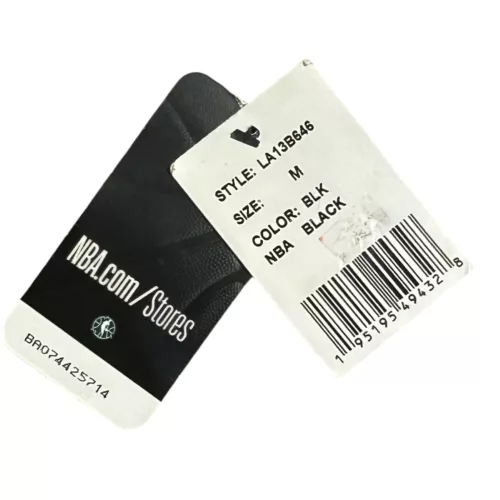 NBA.com/Stores
BA074425714
STYLE: LA13B646
SIZE: M
COLOR: BLK
NBA BLACK
1 95195 49432 8